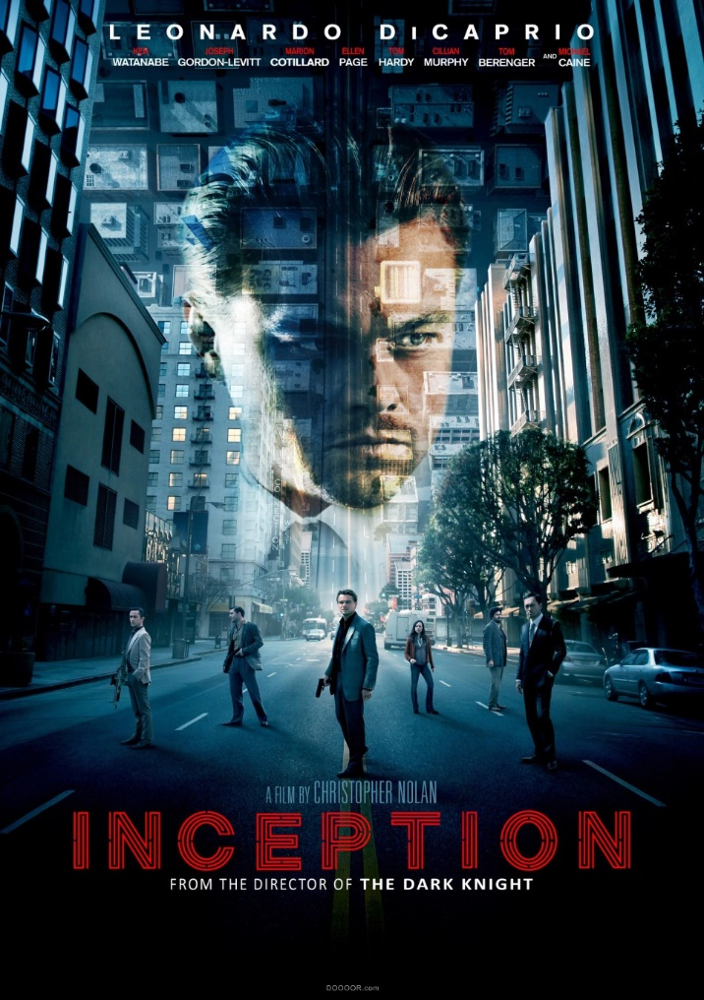 LEONARDO DiCAPRIO
KEN JOSEPH MARION ELLEN TOM CILLIAN TOM MICHAEL
WATANABE GORDON-LEVITT COTILLARD PAGE HARDY MURPHY BERENGER AND CAINE
A FILM BY CHRISTOPHER NOLAN
INCEPTION
FROM THE DIRECTOR OF THE DARK KNIGHT
DOOOOR.com